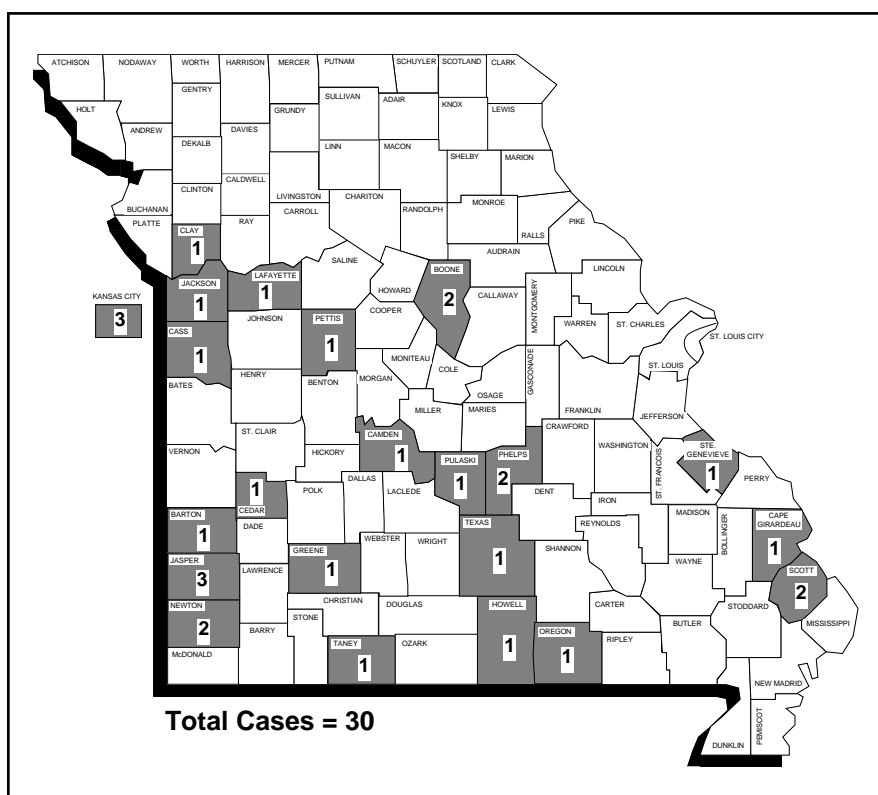 ATCHISON NODAWAY WORTH HARRISON MERCER PUTNAM SCHUYLER SCOTLAND CLARK
GENTRY
SULLIVAN ADAIR
HOLT GRUNDY KNOX LEWIS
ANDREW DAVIES
DEKALB LINN MACON
SHELBY MARION
CALDWELL
CLINTON LIVINGSTON CHARITON
BUCHANAN CARROLL RANDOLPH MONROE
PLATTE RAY RALLS PIKE
CLAY
1
AUDRAIN
SALINE BOONE
2
LINCOLN
LAFAYETTE
1
JACKSON
1
HOWARD CALLAWAY MONTGOMERY
KANSAS CITY
3
COOPER
JOHNSON PETTIS
1
WARREN ST. CHARLES
CASS
1
ST. LOUIS CITY
MONITEAU
COLE GASCONADE ST. LOUIS
HENRY
BATES BENTON MORGAN OSAGE
MILLER MARIES FRANKLIN JEFFERSON
CRAWFORD
ST. CLAIR CAMDEN
1
WASHINGTON STE.
GENEVIEVE
1
VERNON HICKORY PULASKI
1
PHELPS
2
ST. FRANCOIS
PERRY
DALLAS LACLEDE
1
CEDAR
POLK DENT IRON
BARTON
1
DADE TEXAS
1
REYNOLDS MADISON BOLLINGER CAPE
GIRARDEAU
1
GREENE
1
WEBSTER WRIGHT
SHANNON
JASPER
3
LAWRENCE WAYNE SCOTT
2
CHRISTIAN DOUGLAS HOWELL
1
CARTER
NEWTON
2
STODDARD
STONE BUTLER MISSISSIPPI
BARRY OREGON
1
RIPLEY
TANEY
1
OZARK
McDONALD
NEW MADRID
Total Cases = 30
PEMISCOT
DUNKLIN